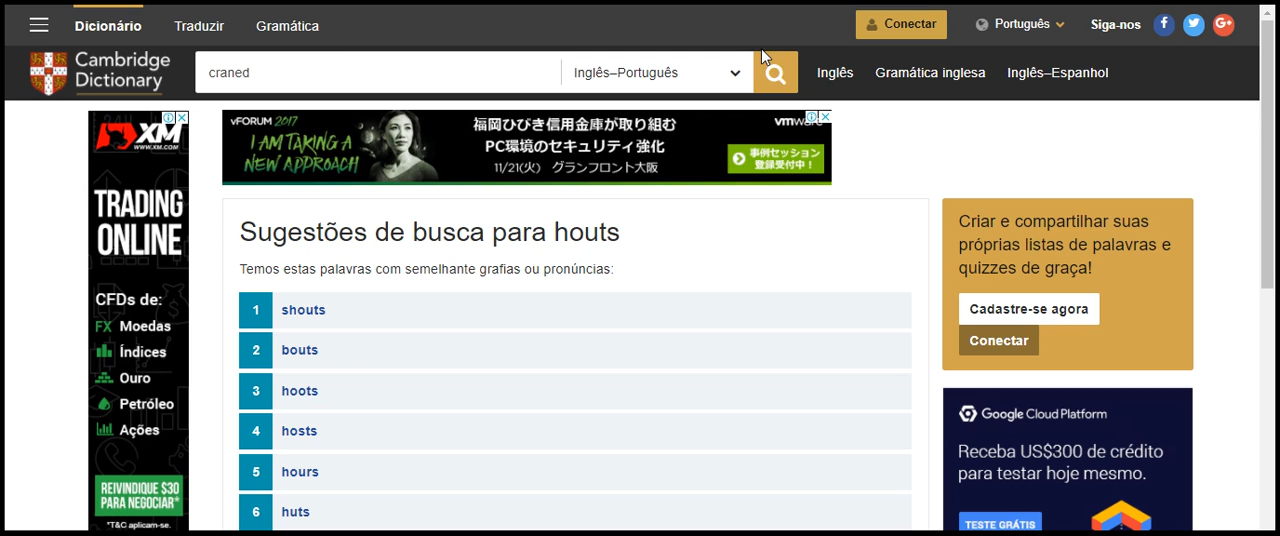 Dicionário Traduzir Gramática Conectar Português Siga-nos
Cambridge
Dictionary
craned Inglês–Português Inglês Gramática inglesa Inglês–Espanhol
XM
WWW.XM.COM
TRADING
ONLINE
CFDs de:
FX Moedas
Índices
Ouro
Petróleo
Ações
REIVINDIQUE $30
PARA NEGOCIAR*
*T&C aplicam-se.
vFORUM 2017
I AM TAKING A
NEW APPROACH
福岡ひびき信用金庫が取り組む
PC環境のセキュリティ強化
11/21(火) グランフロント大阪
vmware
事例セッション
登録受付中！
Sugestões de busca para houts
Temos estas palavras com semelhante grafias ou pronúncias:
1 shouts
2 bouts
3 hoots
4 hosts
5 hours
6 huts
Criar e compartilhar suas
próprias listas de palavras e
quizzes de graça!
Cadastre-se agora
Conectar
Google Cloud Platform
Receba US$300 de crédito
para testar hoje mesmo.
TESTE GRÁTIS